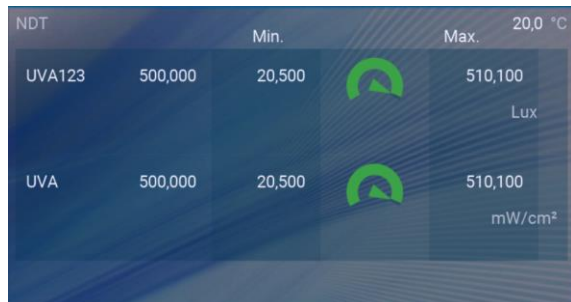 NDT 20,0 °C
Min. Max.
UVA123 500,000 20,500 510,100
Lux
UVA 500,000 20,500 510,100
mW/cm²